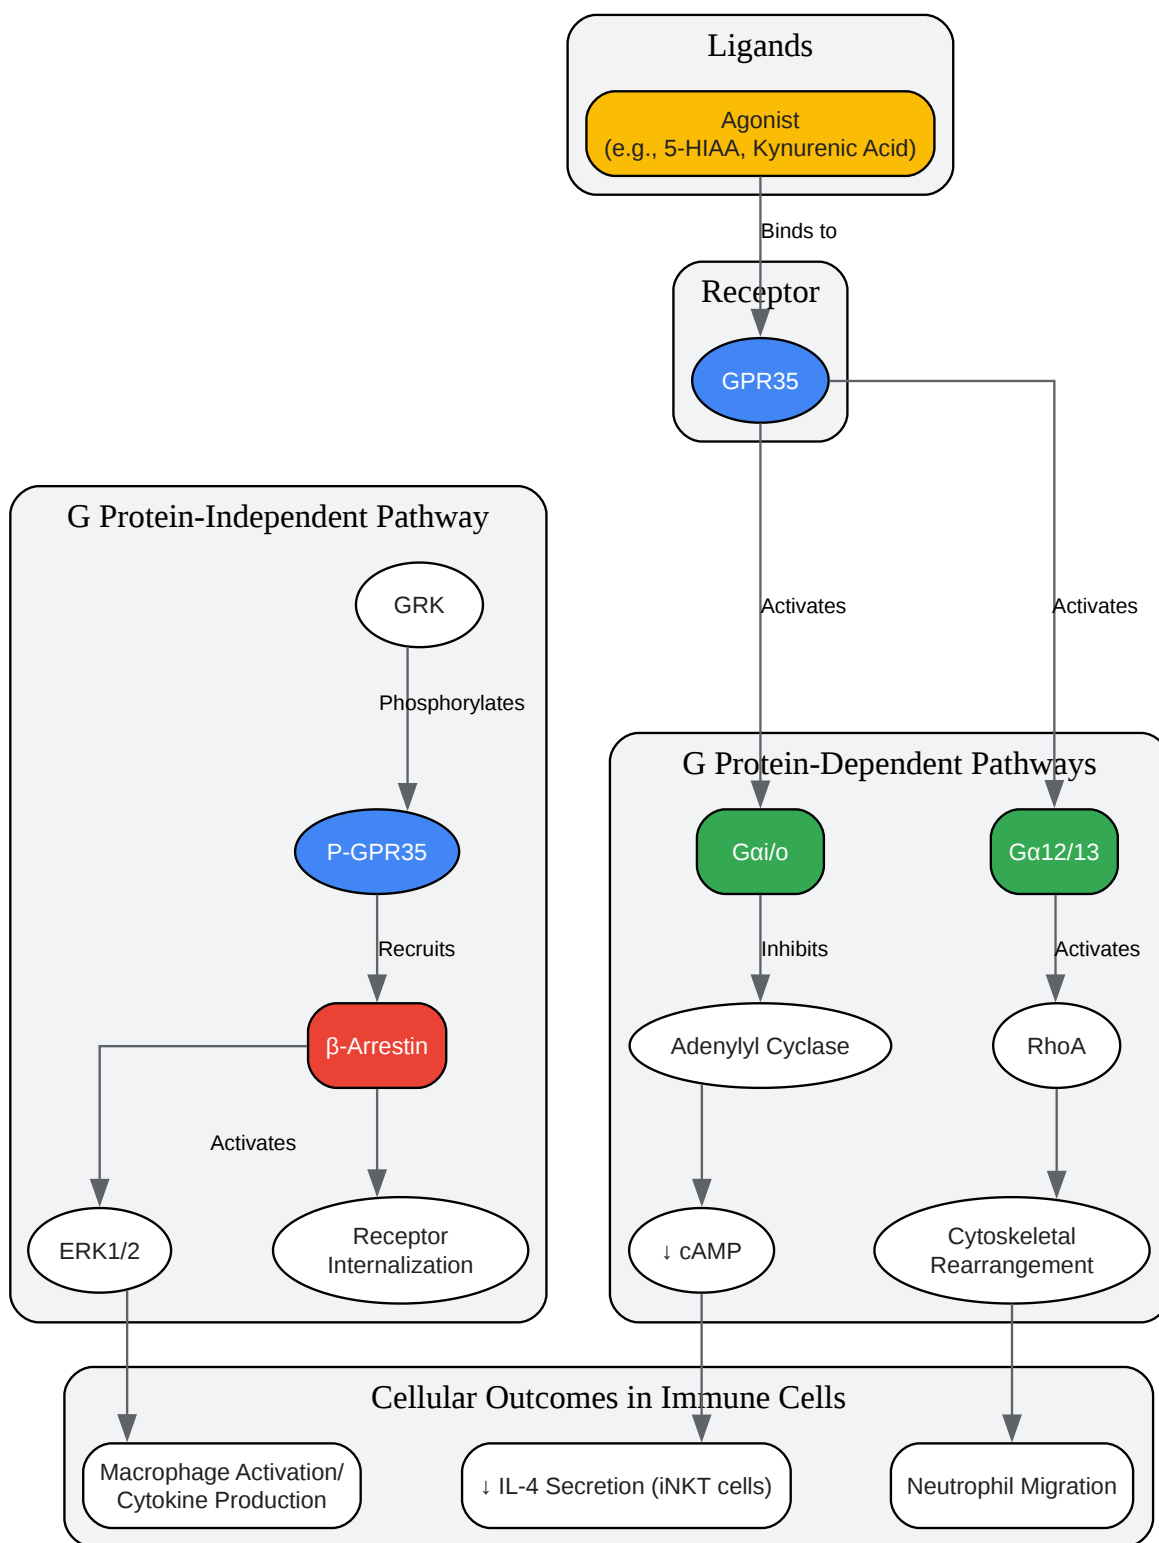 Ligands
Agonist
(e.g., 5-HIAA, Kynurenic Acid)
Binds to
Receptor
GPR35
Activates
Activates
G Protein-Independent Pathway
GRK
Phosphorylates
P-GPR35
Recruits
β-Arrestin
Activates
ERK1/2
Receptor
Internalization
G Protein-Dependent Pathways
Gαi/o
Gα12/13
Inhibits
Activates
Adenylyl Cyclase
RhoA
↓ cAMP
Cytoskeletal
Rearrangement
Cellular Outcomes in Immune Cells
Macrophage Activation/
Cytokine Production
↓ IL-4 Secretion (iNKT cells)
Neutrophil Migration